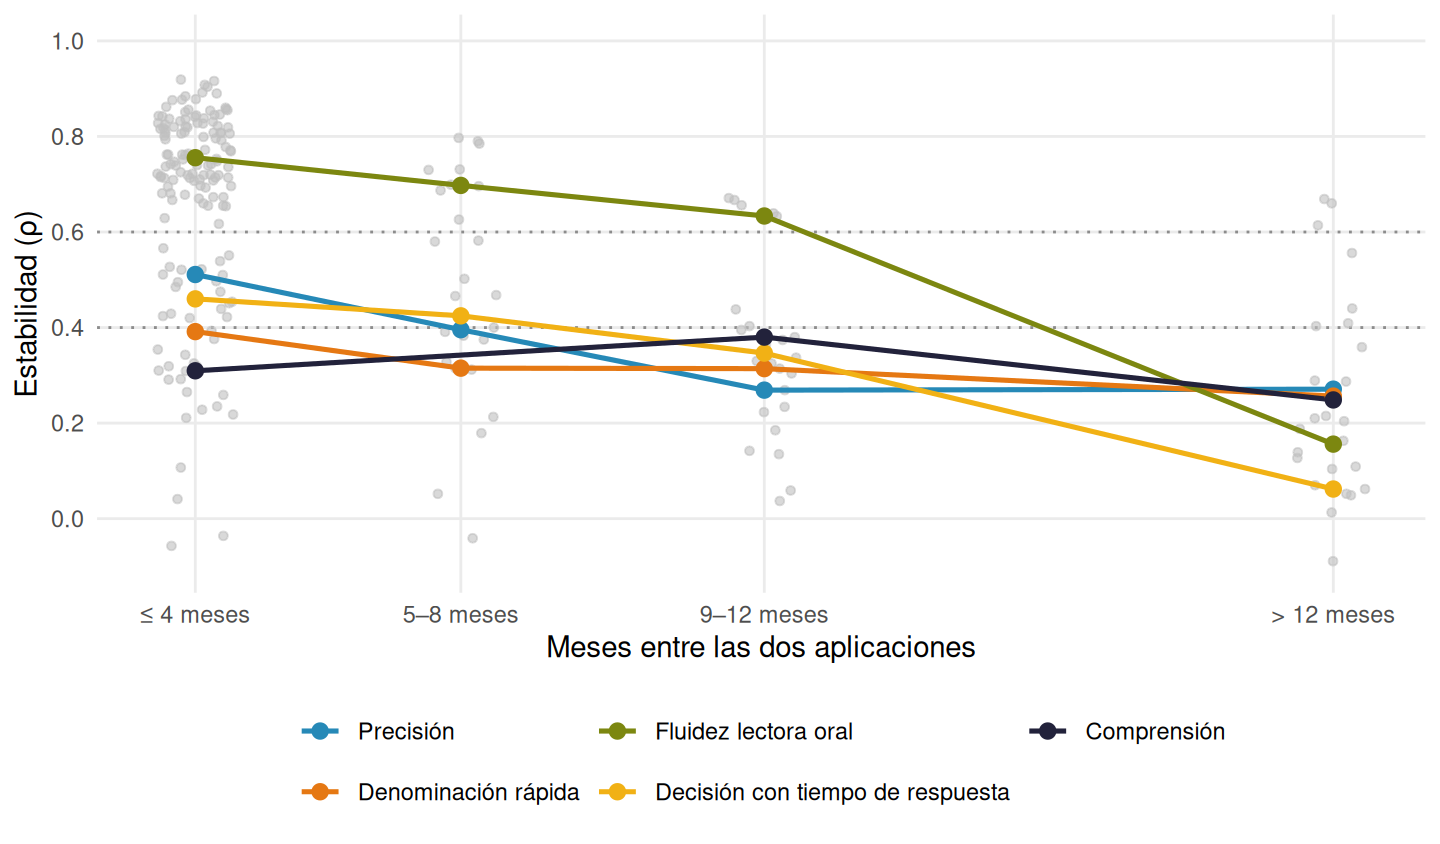 1.0
0.8
0.6
0.4
0.2
0.0
Estabilidad (ρ)
≤ 4 meses 5–8 meses 9–12 meses > 12 meses
Meses entre las dos aplicaciones
Precisión Fluidez lectora oral Comprensión
Denominación rápida Decisión con tiempo de respuesta